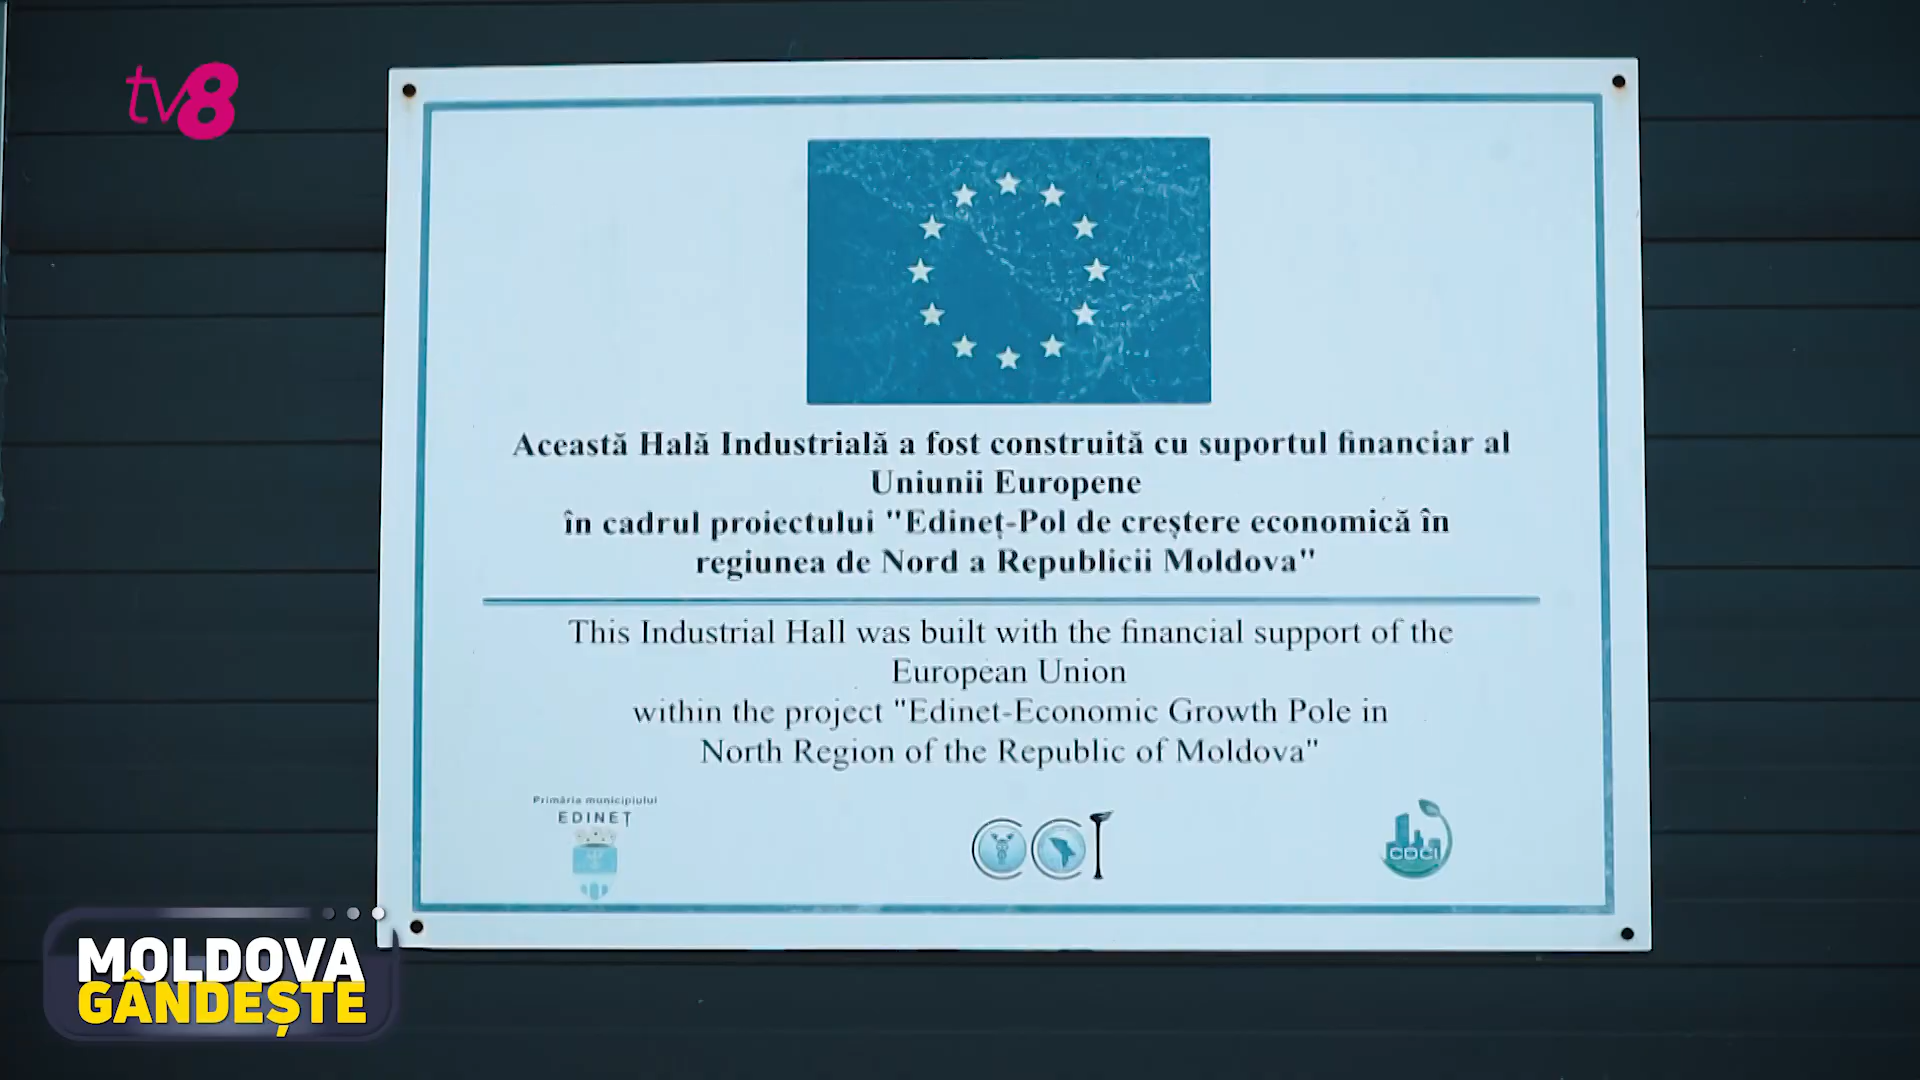 tv8
Această Hală Industrială a fost construită cu suportul financiar al
Uniunii Europene
în cadrul proiectului "Edineț-Pol de creștere economică în
regiunea de Nord a Republicii Moldova"
This Industrial Hall was built with the financial support of the
European Union
within the project "Edinet-Economic Growth Pole in
North Region of the Republic of Moldova"
Primăria municipiului
EDINEȚ
CCI
CDCI
MOLDOVA
GÂNDEȘTE